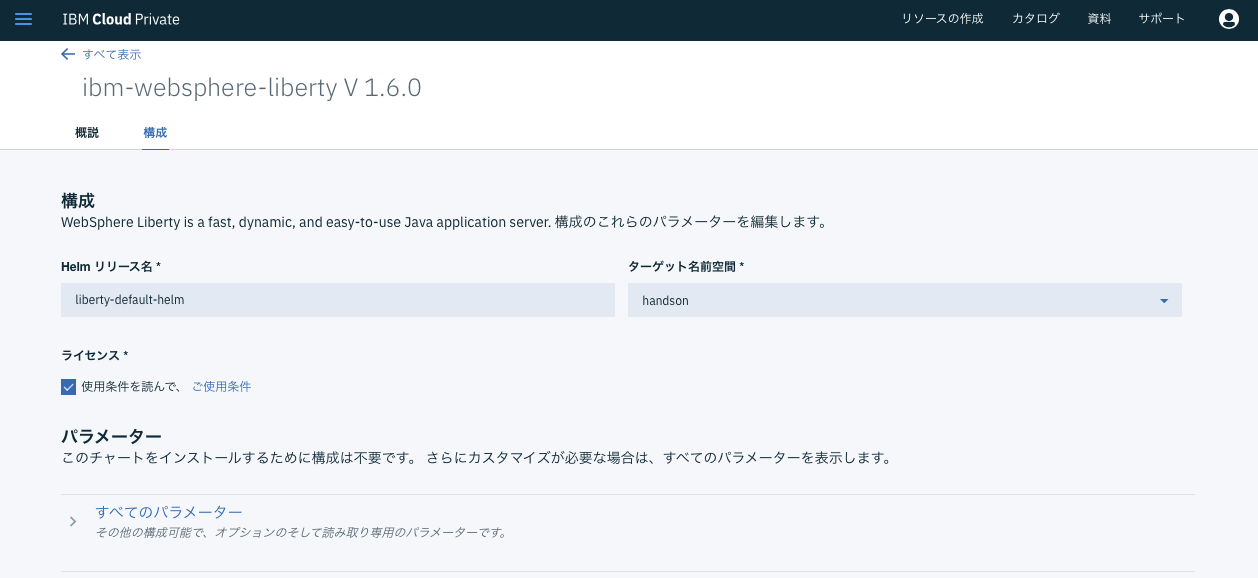 IBM Cloud Private
リソースの作成 カタログ 資料 サポート
← すべて表示
ibm-websphere-liberty V 1.6.0
概説 構成
構成
WebSphere Liberty is a fast, dynamic, and easy-to-use Java application server. 構成のこれらのパラメーターを編集します。
Helm リリース名 * ターゲット名前空間 *
liberty-default-helm handson
ライセンス *
使用条件を読んで、 ご使用条件
パラメーター
このチャートをインストールするために構成は不要です。 さらにカスタマイズが必要な場合は、すべてのパラメーターを表示します。
すべてのパラメーター
その他の構成可能で、オプションのそして読み取り専用のパラメーターです。